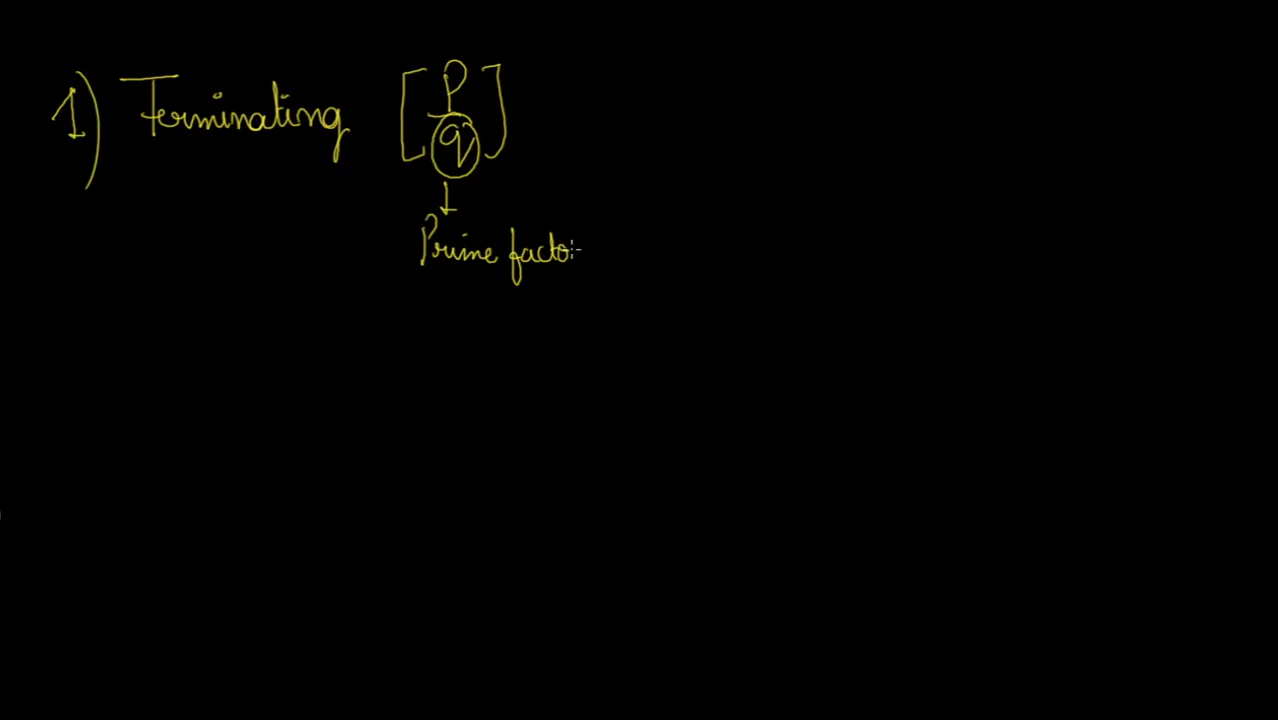 1) Terminating [P/q]
↓
Prime facto